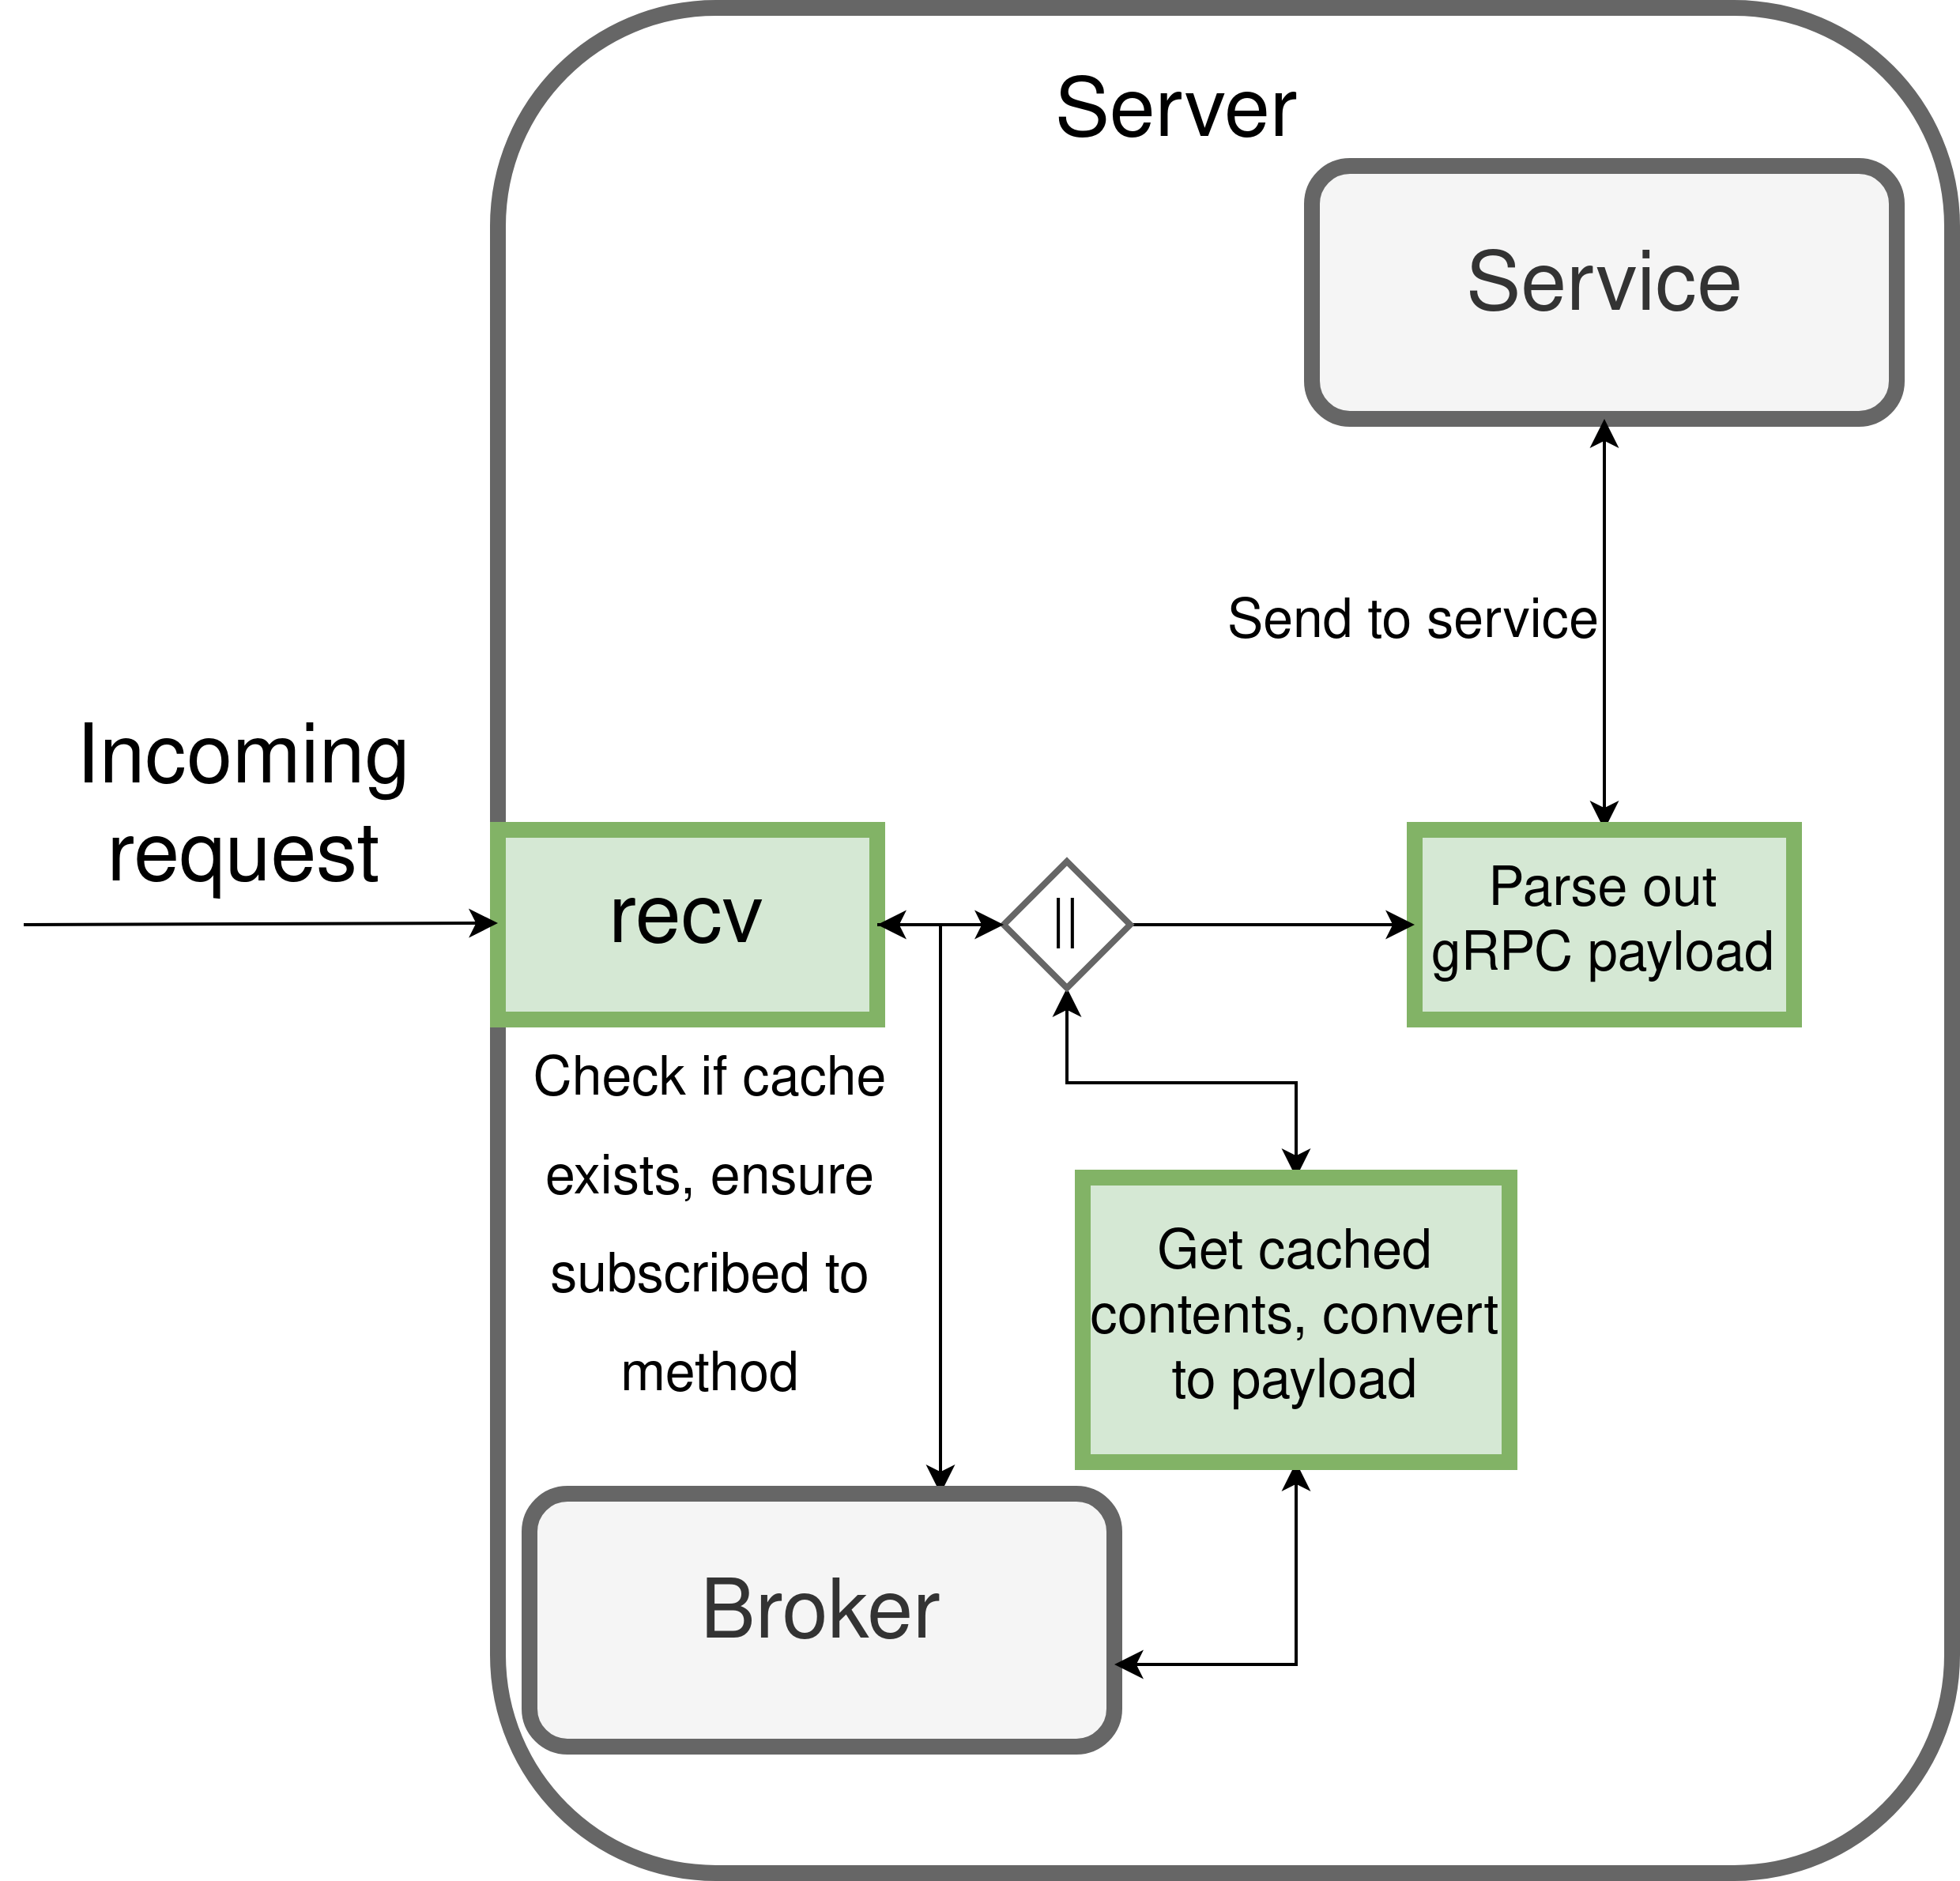 Server
Service
Send to service
Incoming
request
recv
||
Parse out
gRPC payload
Check if cache
exists, ensure
subscribed to
method
Get cached
contents, convert
to payload
Broker